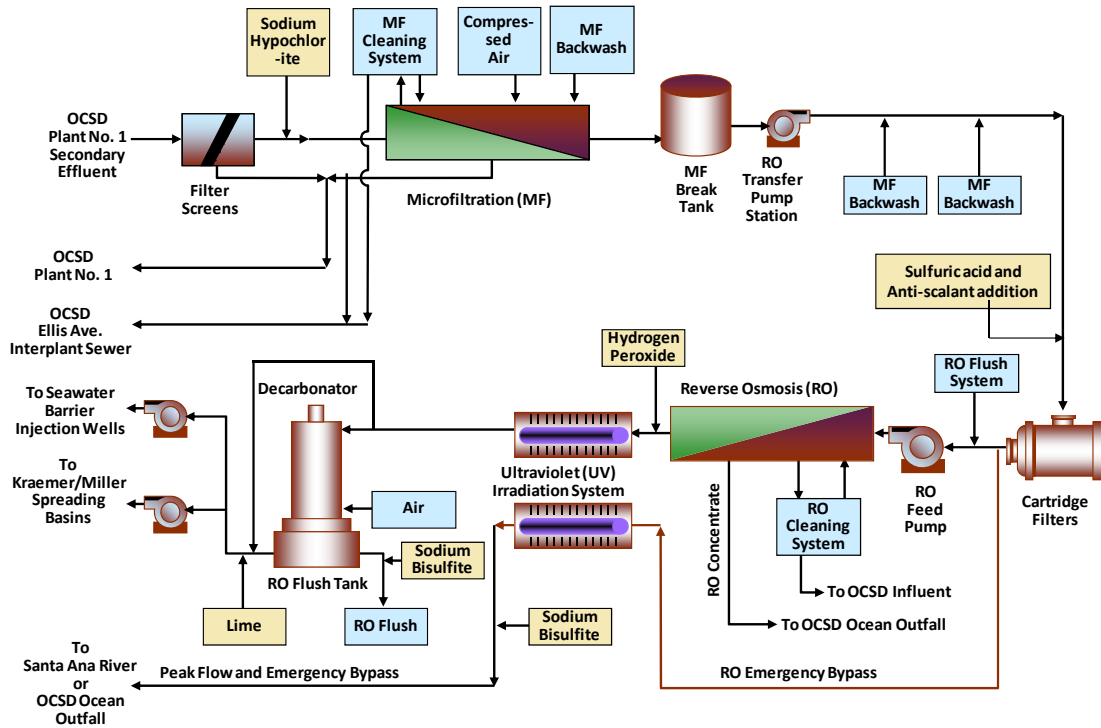 Sodium
Hypochlor
-ite
MF
Cleaning
System
Compres-
sed
Air
MF
Backwash
OCSD
Plant No. 1
Secondary
Effluent
Filter
Screens
Microfiltration (MF)
MF
Break
Tank
RO
Transfer
Pump
Station
MF
Backwash
MF
Backwash
OCSD
Plant No. 1
OCSD
Ellis Ave.
Interplant Sewer
Sulfuric acid and
Anti-scalant addition
Hydrogen
Peroxide
RO Flush
System
To Seawater
Barrier
Injection Wells
Decarbonator
Reverse Osmosis (RO)
Ultraviolet (UV)
Irradiation System
To
Kraemer/Miller
Spreading
Basins
Air
RO Concentrate
RO
Cleaning
System
RO
Feed
Pump
Cartridge
Filters
Sodium
Bisulfite
RO Flush Tank
To OCSD Influent
Lime
RO Flush
Sodium
Bisulfite
To OCSD Ocean Outfall
To
Santa Ana River
or
OCSD Ocean
Outfall
Peak Flow and Emergency Bypass
RO Emergency Bypass